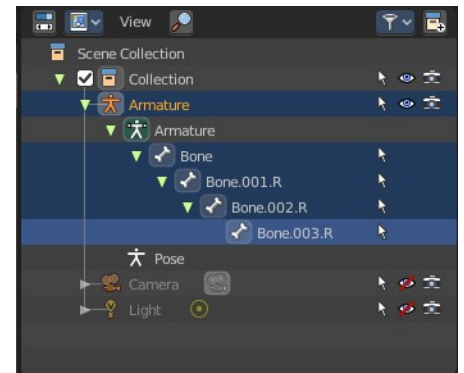 View
Scene Collection
Collection
Armature
Armature
Bone
Bone.001.R
Bone.002.R
Bone.003.R
Pose
Camera
Light